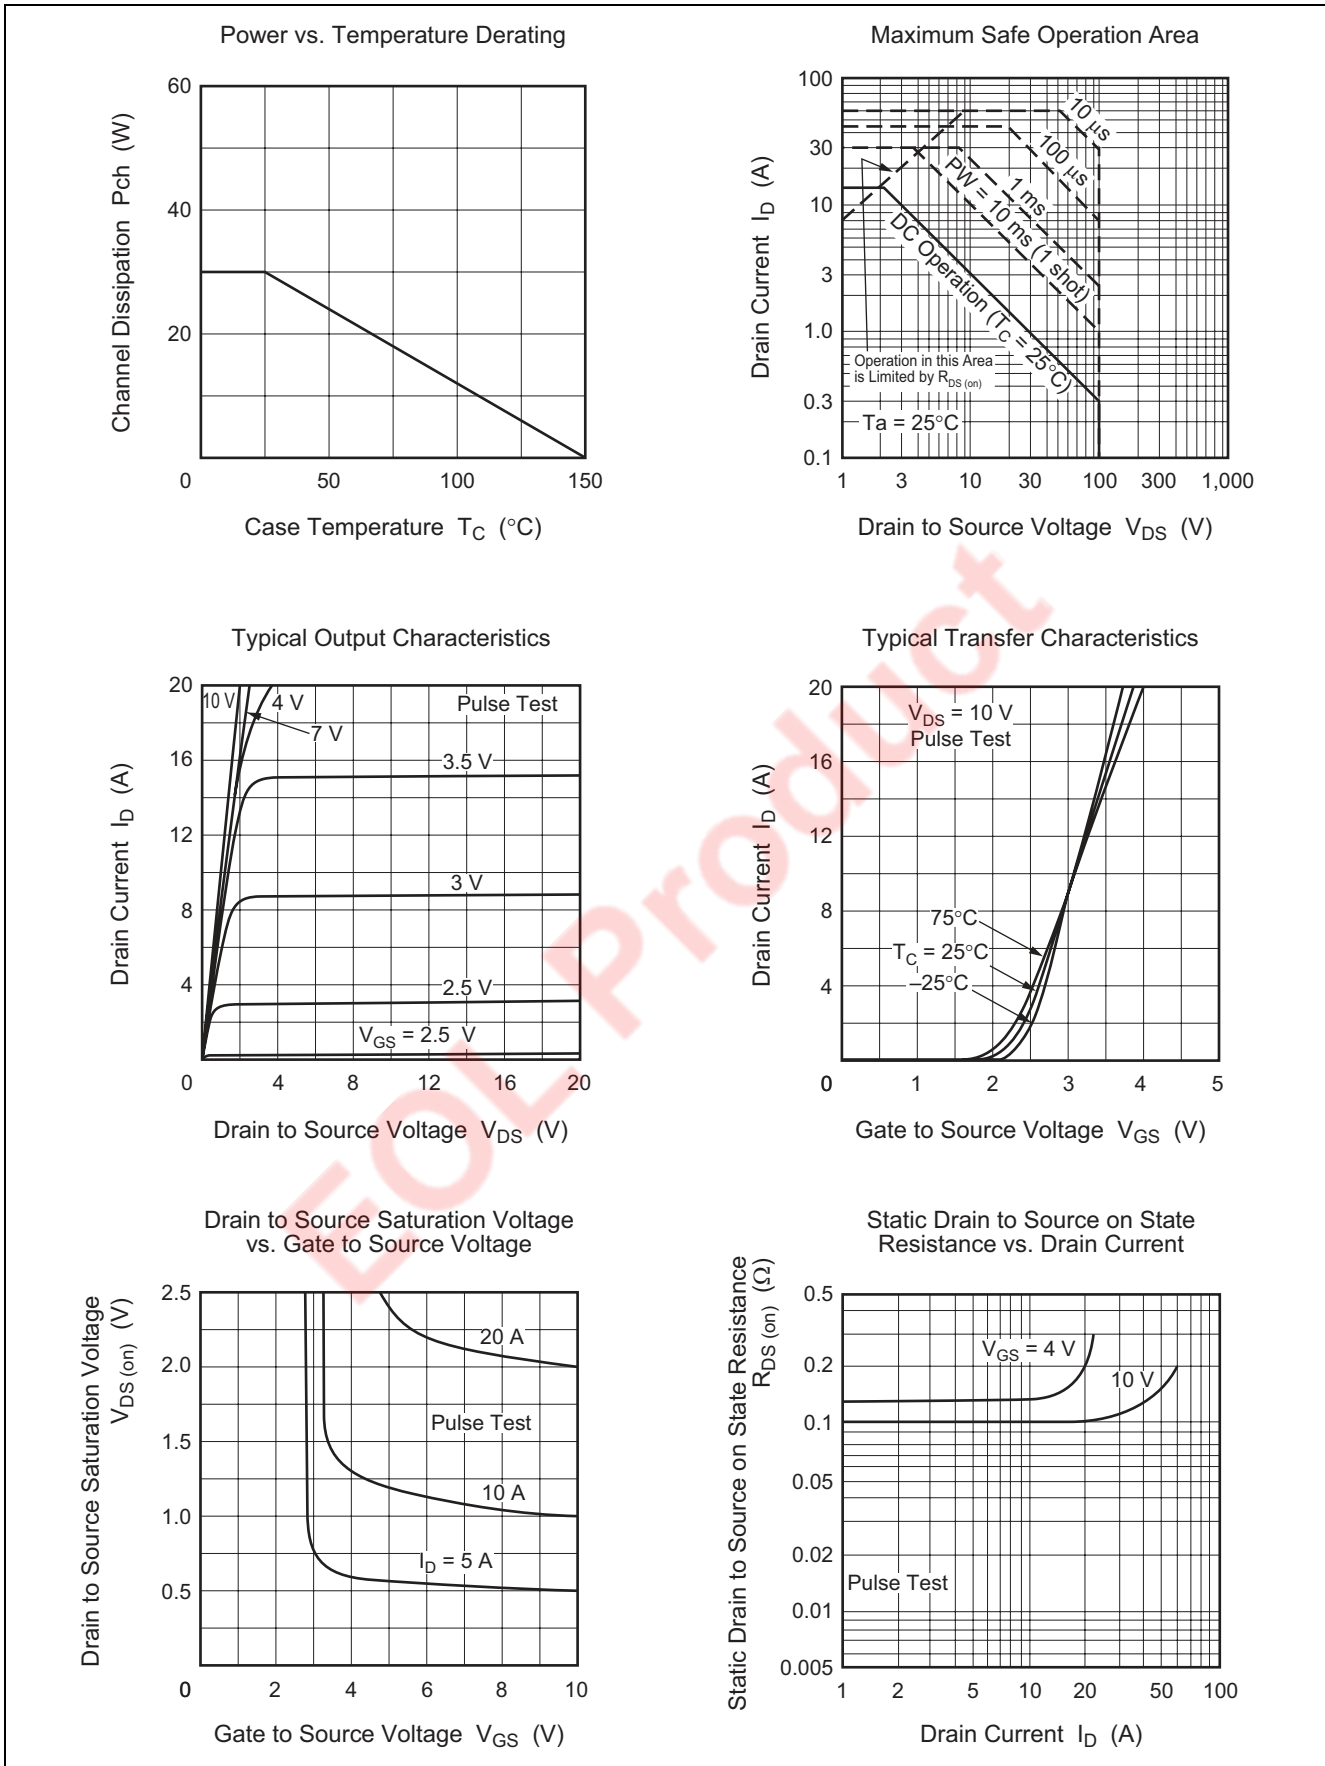 Power vs. Temperature Derating
Channel Dissipation Pch (W)
60
40
20
0
50
100
150
Case Temperature TC (°C)
Maximum Safe Operation Area
Drain Current ID (A)
100
30
10
3
1.0
0.3
0.1
10 μs
100 μs
1 ms
PW = 10 ms (1 shot)
DC Operation (TC = 25°C)
Operation in this Area
is Limited by RDS (on)
Ta = 25°C
1
3
10
30
100
300
1,000
Drain to Source Voltage VDS (V)
Typical Output Characteristics
Drain Current ID (A)
20
16
12
8
4
0
10 V
4 V
7 V
Pulse Test
3.5 V
3 V
2.5 V
VGS = 2.5 V
4
8
12
16
20
Drain to Source Voltage VDS (V)
Typical Transfer Characteristics
Drain Current ID (A)
20
16
12
8
4
0
VDS = 10 V
Pulse Test
75°C
TC = 25°C
–25°C
1
2
3
4
5
Gate to Source Voltage VGS (V)
Drain to Source Saturation Voltage
vs. Gate to Source Voltage
Drain to Source Saturation Voltage
VDS (on) (V)
2.5
2.0
1.5
1.0
0.5
0
20 A
Pulse Test
10 A
ID = 5 A
2
4
6
8
10
Gate to Source Voltage VGS (V)
Static Drain to Source on State
Resistance vs. Drain Current
Static Drain to Source on State Resistance
RDS (on) (Ω)
0.5
0.2
0.1
0.05
0.02
0.01
0.005
VGS = 4 V
10 V
Pulse Test
1
2
5
10
20
50
100
Drain Current ID (A)
EOL Product